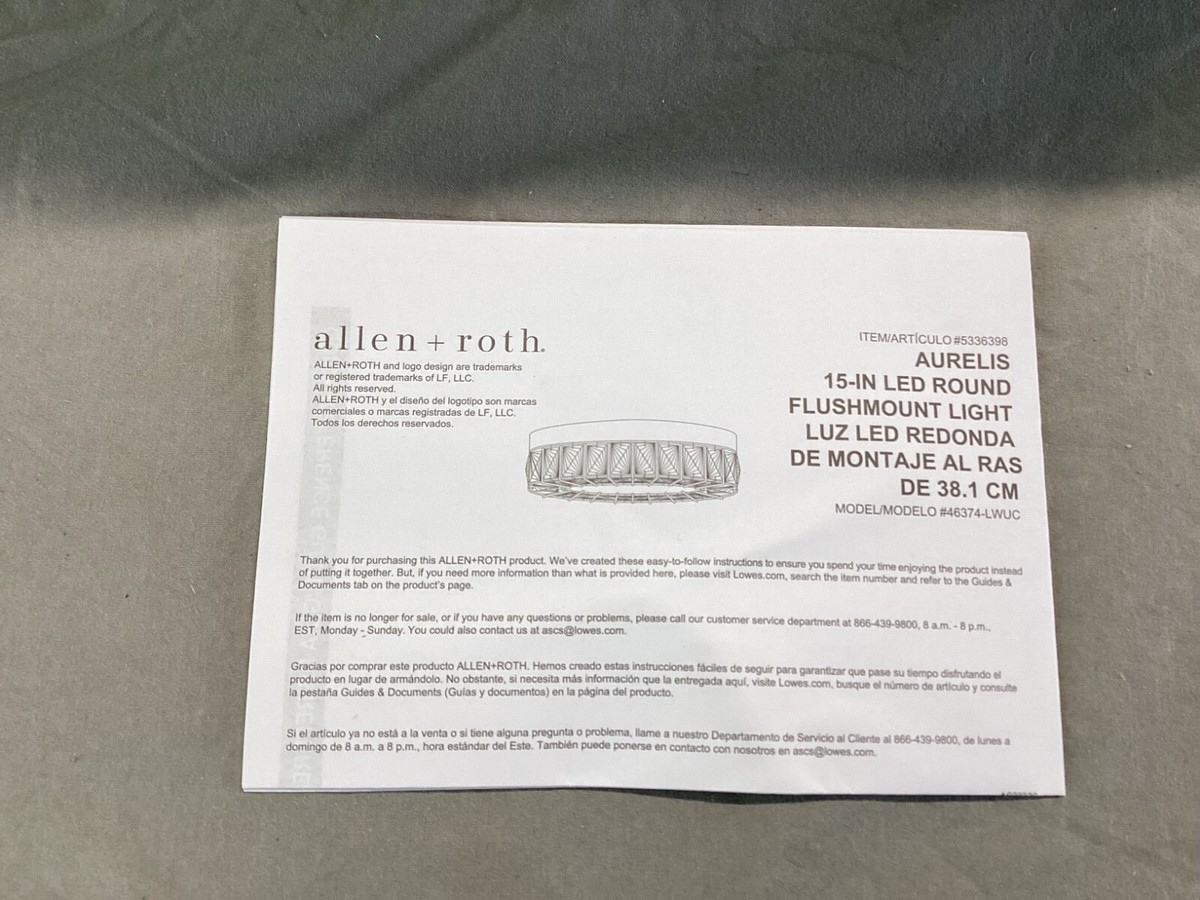 allen + roth.
ALLEN+ROTH and logo design are trademarks
or registered trademarks of LF, LLC.
All rights reserved.
ALLEN+ROTH y el diseño del logotipo son marcas
comerciales o marcas registradas de LF, LLC.
Todos los derechos reservados.
ITEM/ARTÍCULO #5336398
AURELIS
15-IN LED ROUND
FLUSHMOUNT LIGHT
LUZ LED REDONDA
DE MONTAJE AL RAS
DE 38.1 CM
MODEL/MODELO #46374-LWUC
Thank you for purchasing this ALLEN+ROTH product. We've created these easy-to-follow instructions to ensure you spend your time enjoying the product instead
of putting it together. But, if you need more information than what is provided here, please visit Lowes.com, search the item number and refer to the Guides &
Documents tab on the product's page.
If the item is no longer for sale, or if you have any questions or problems, please call our customer service department at 866-439-9800, 8 a.m. - 8 p.m.,
EST, Monday - Sunday. You could also contact us at ascs@lowes.com.
Gracias por comprar este producto ALLEN+ROTH. Hemos creado estas instrucciones fáciles de seguir para garantizar que pase su tiempo disfrutando el
producto en lugar de armándolo. No obstante, si necesita más información que la entregada aquí, visite Lowes.com, busque el número de artículo y consulte
la pestaña Guides & Documents (Guías y documentos) en la página del producto.
Si el artículo ya no está a la venta o si tiene alguna pregunta o problema, llame a nuestro Departamento de Servicio al Cliente al 866-439-9800, de lunes a
domingo de 8 a.m. a 8 p.m., hora estándar del Este. También puede ponerse en contacto con nosotros en ascs@lowes.com.